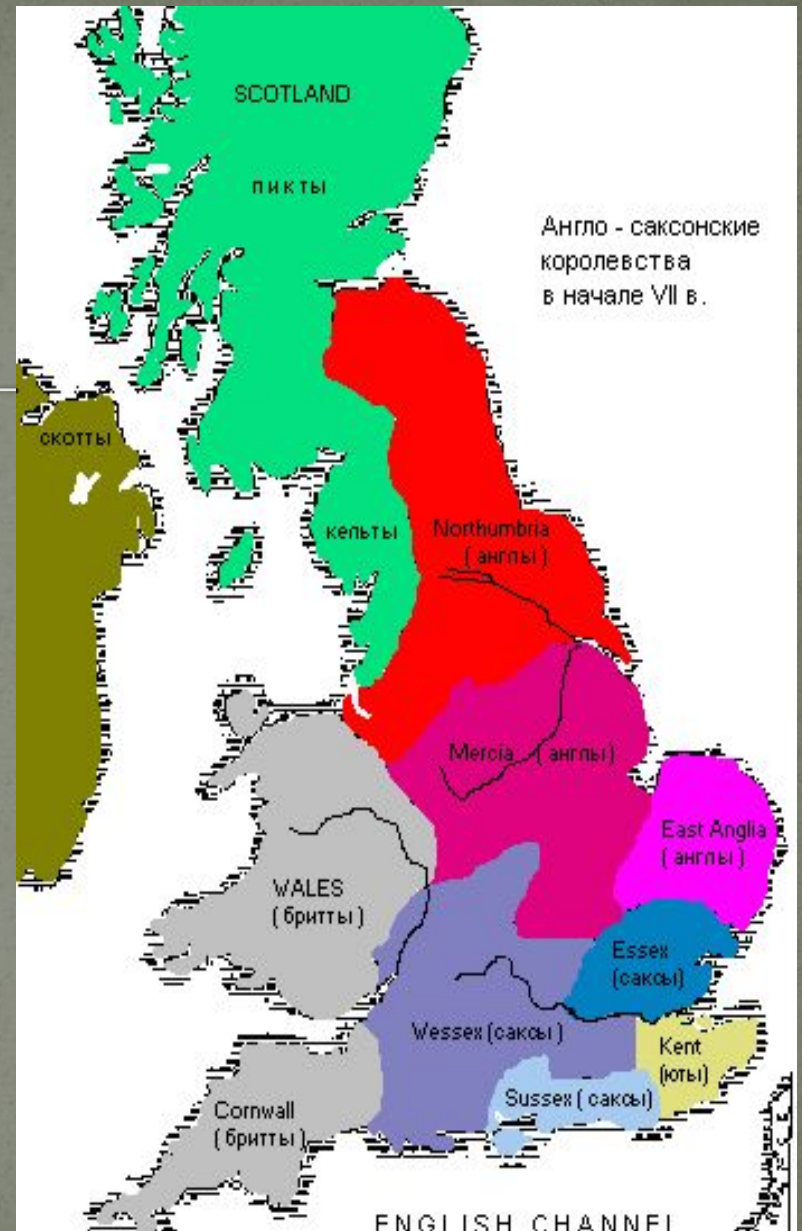 SCOTLAND
пикты
Англо - саксонские
королевства
в начале VII в.
скотты
кельты
Northumbria
( англы )
Mercia ( англы)
East Anglia
( англы )
WALES
( бритты )
Essex
(саксы)
Wessex (саксы )
Kent
(юты)
Sussex ( саксы)
Cornwall
( бритты )
ENGLISH CHANNEL